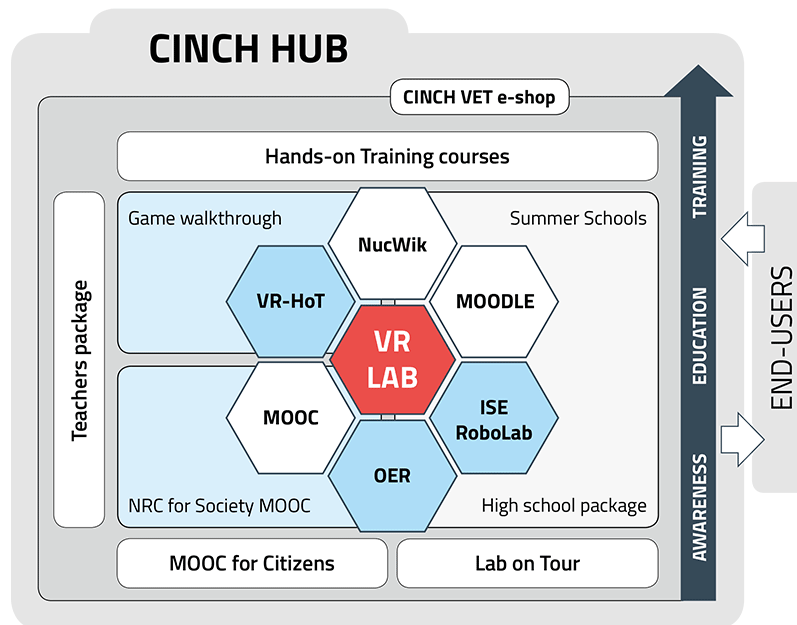 CINCH HUB
CINCH VET e-shop
Hands-on Training courses
Teachers package
Game walkthrough
Summer Schools
NucWik
VR-HoT
MOODLE
VR
LAB
MOOC
ISE
RoboLab
OER
NRC for Society MOOC
High school package
MOOC for Citizens
Lab on Tour
TRAINING
EDUCATION
AWARENESS
END-USERS